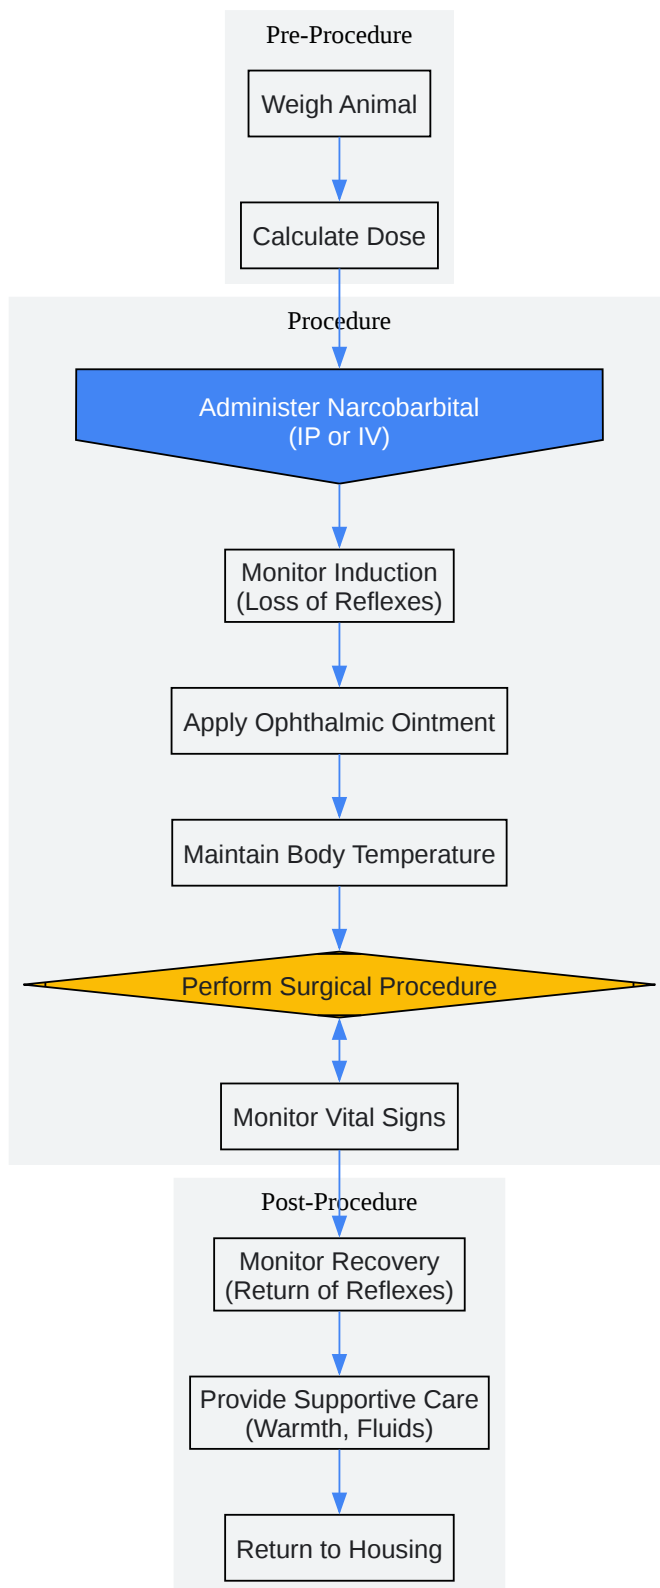 Pre-Procedure
Weigh Animal
Calculate Dose
Procedure
Administer Narcobarbital
(IP or IV)
Monitor Induction
(Loss of Reflexes)
Apply Ophthalmic Ointment
Maintain Body Temperature
Perform Surgical Procedure
Monitor Vital Signs
Post-Procedure
Monitor Recovery
(Return of Reflexes)
Provide Supportive Care
(Warmth, Fluids)
Return to Housing